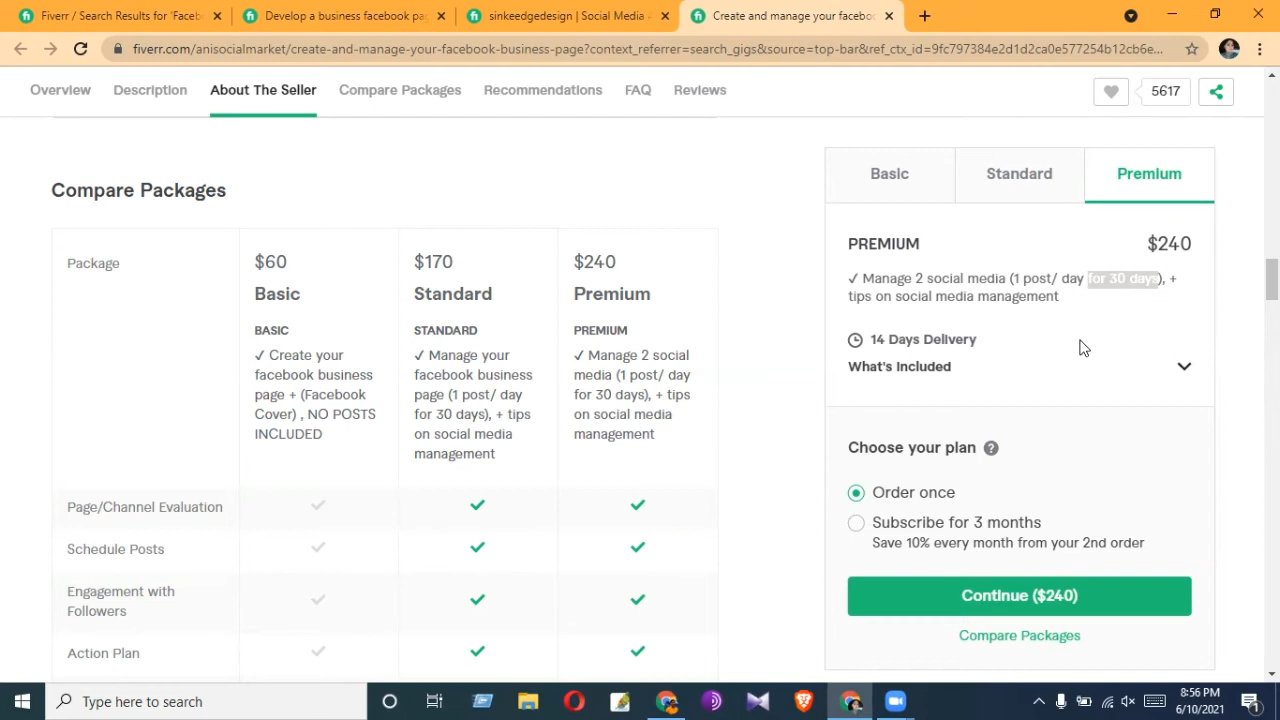 Fiverr / Search Results for 'Faceb
Develop a business facebook pag
sinkeedgedesign | Social Media
Create and manage your facebo
fiverr.com/anisocialmarket/create-and-manage-your-facebook-business-page?context_referrer=search_gigs&source=top-bar&ref_ctx_id=9fc797384e2d1d2ca0e577254b12cb6e...
Overview
Description
About The Seller
Compare Packages
Recommendations
FAQ
Reviews
5617
Compare Packages
Package
$60
Basic
BASIC
✓ Create your
facebook business
page + (Facebook
Cover) , NO POSTS
INCLUDED
$170
Standard
STANDARD
✓ Manage your
facebook business
page (1 post/ day
for 30 days), + tips
on social media
management
$240
Premium
PREMIUM
✓ Manage 2 social
media (1 post/ day
for 30 days), + tips
on social media
management
Page/Channel Evaluation
Schedule Posts
Engagement with
Followers
Action Plan
Basic
Standard
Premium
PREMIUM
$240
✓ Manage 2 social media (1 post/ day for 30 days), +
tips on social media management
14 Days Delivery
What's Included
Choose your plan ?
Order once
Subscribe for 3 months
Save 10% every month from your 2nd order
Continue ($240)
Compare Packages
Type here to search
8:56 PM
6/10/2021
1